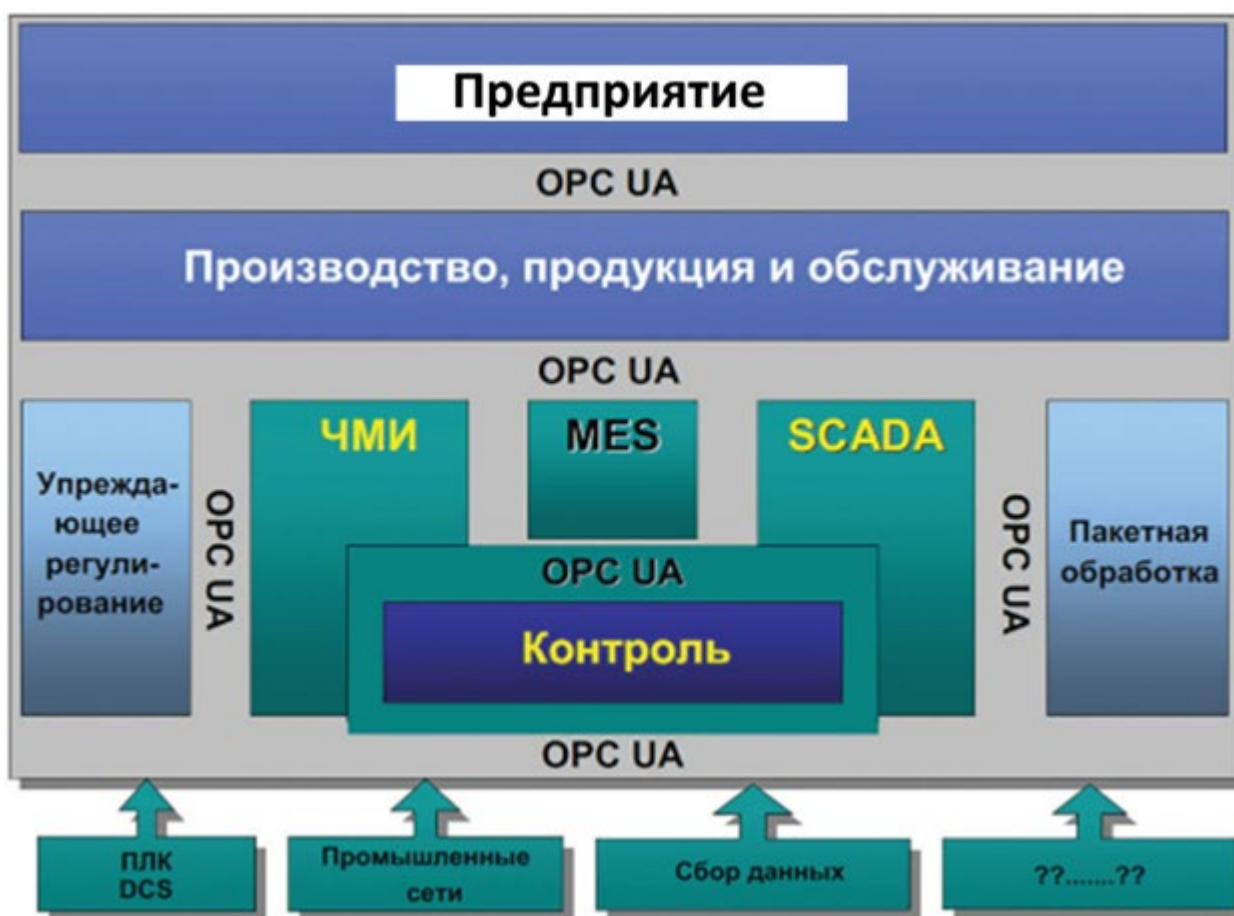 Предприятие
OPC UA
Производство, продукция и обслуживание
OPC UA
Упрежда-
ющее
регули-
рование
OPC UA
ЧМИ
MES
SCADA
OPC UA
Контроль
OPC UA
Пакетная
обработка
OPC UA
ПЛК
DCS
Промышленные
сети
Сбор данных
??.......??